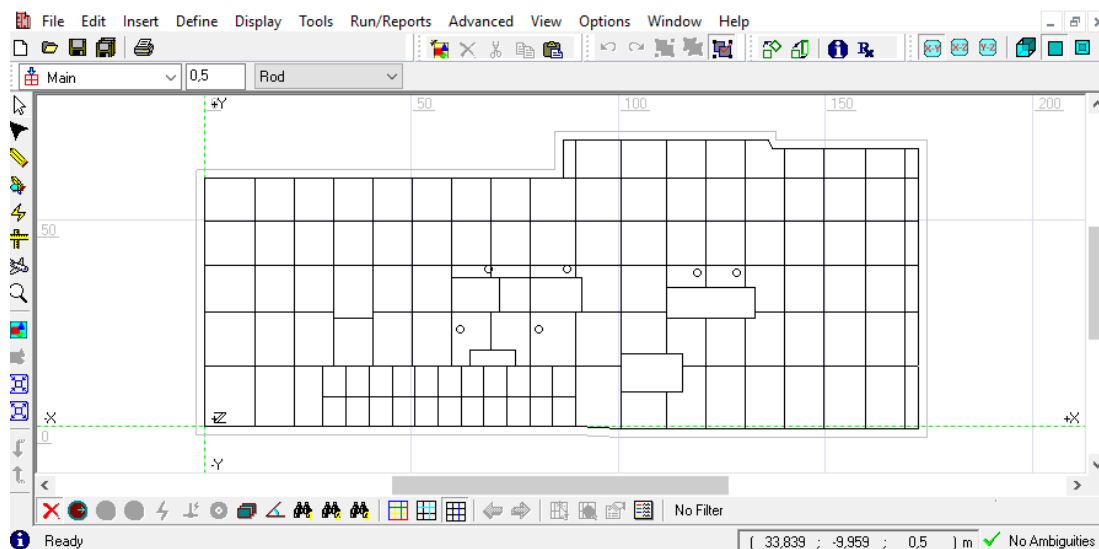 File Edit Insert Define Display Tools Run/Reports Advanced View Options Window Help
X-Y X-Z Y-Z
Main 0,5 Rod
+Y 50 100 150 200
50
-X +Z +X
0
-Y
No Filter
Ready ( 33,839 ; -9,959 ; 0,5 ) m No Ambiguities